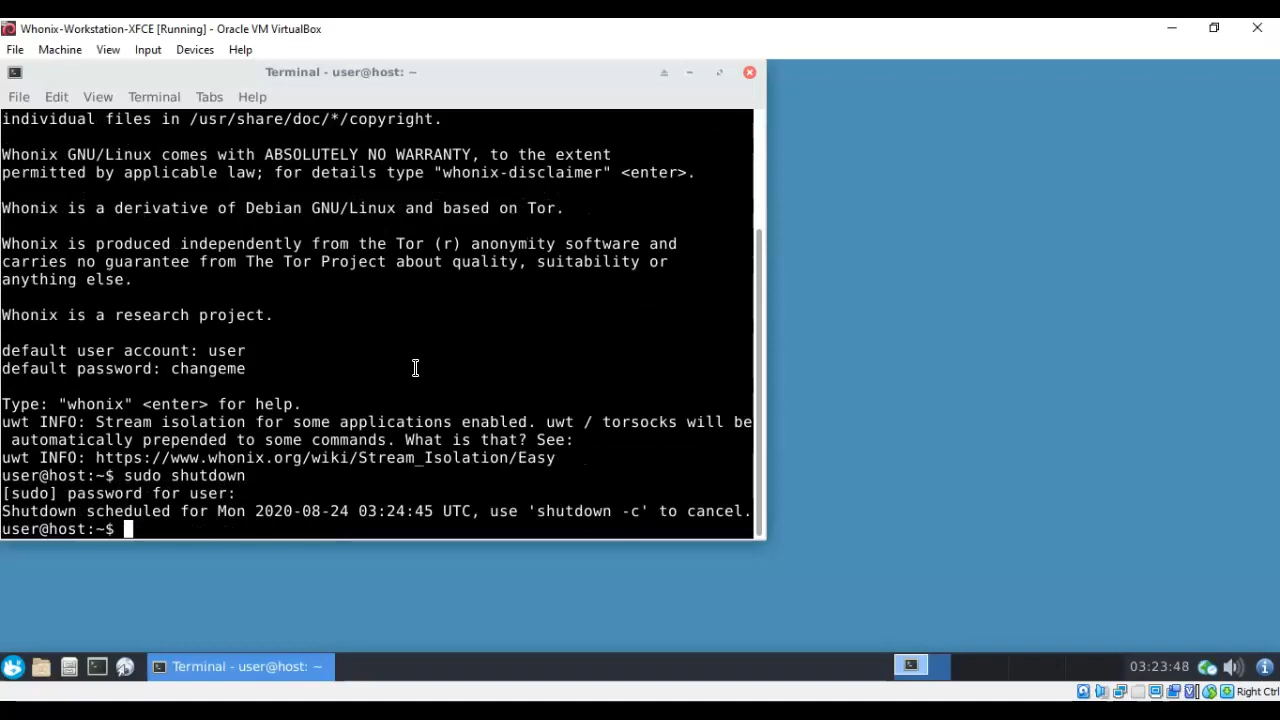 Whonix-Workstation-XFCE [Running] - Oracle VM VirtualBox
File Machine View Input Devices Help
Terminal - user@host: ~
File Edit View Terminal Tabs Help
individual files in /usr/share/doc/*/copyright.
Whonix GNU/Linux comes with ABSOLUTELY NO WARRANTY, to the extent
permitted by applicable law; for details type "whonix-disclaimer" <enter>.
Whonix is a derivative of Debian GNU/Linux and based on Tor.
Whonix is produced independently from the Tor (r) anonymity software and
carries no guarantee from The Tor Project about quality, suitability or
anything else.
Whonix is a research project.
default user account: user
default password: changeme
Type: "whonix" <enter> for help.
uwt INFO: Stream isolation for some applications enabled. uwt / torsocks will be
automatically prepended to some commands. What is that? See:
uwt INFO: https://www.whonix.org/wiki/Stream_Isolation/Easy
user@host:~$ sudo shutdown
[sudo] password for user:
Shutdown scheduled for Mon 2020-08-24 03:24:45 UTC, use 'shutdown -c' to cancel.
user@host:~$
Terminal - user@host: ~
03:23:48
Right Ctrl